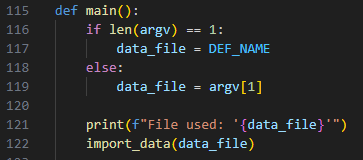 115 def main():
116     if len(argv) == 1:
117         data_file = DEF_NAME
118     else:
119         data_file = argv[1]
120
121     print(f"File used: '{data_file}'")
122     import_data(data_file)